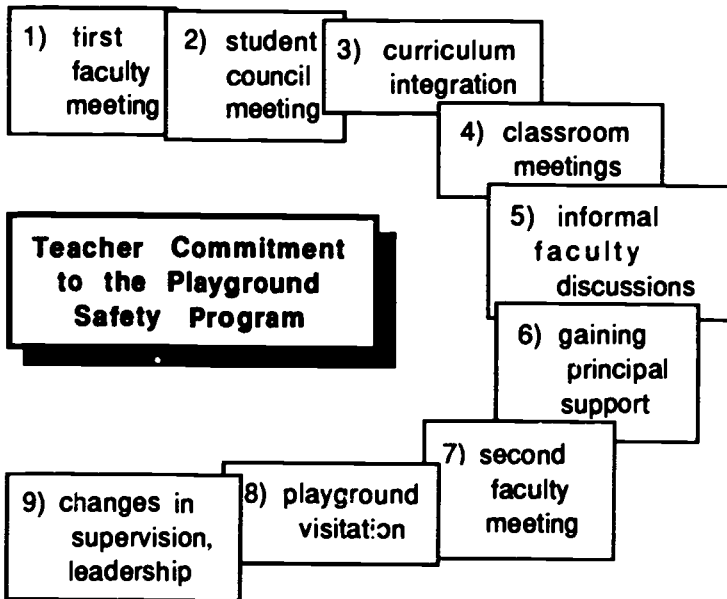 1) first
faculty
meeting
2) student
council
meeting
3) curriculum
integration
4) classroom
meetings
5) informal
faculty
discussions
Teacher Commitment
to the Playground
Safety Program
6) gaining
principal
support
7) second
faculty
meeting
8) playground
visitation
9) changes in
supervision,
leadership